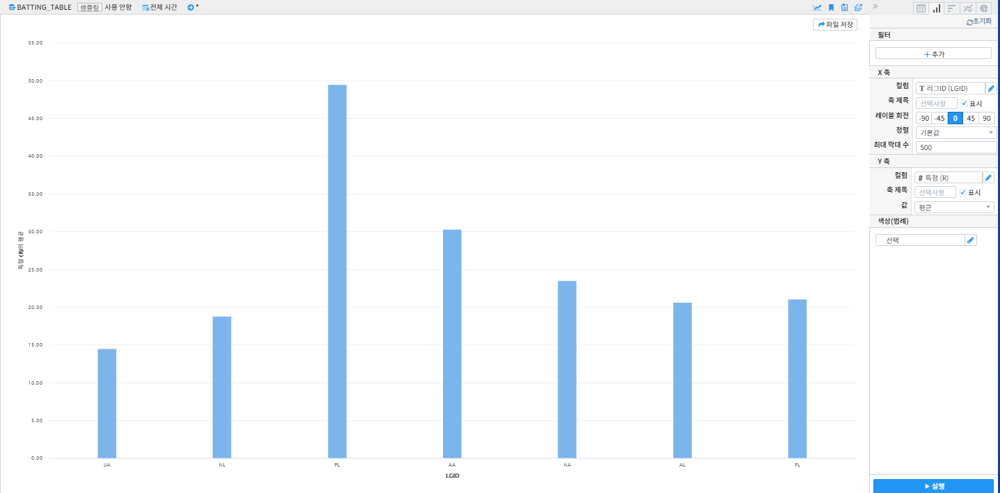 BATTING_TABLE 샘플링 사용 안함 전체 시간 *
파일 저장
55.00
50.00
45.00
40.00
35.00
30.00
25.00
20.00
15.00
10.00
5.00
0.00
득점 (R)의 평균
UA NL PL AA NA AL FL
LGID
초기화
필터
+ 추가
X 축
컬럼 T 리그ID (LGID)
축 제목 선택사항 표시
레이블 회전 -90 -45 0 45 90
정렬 기본값
최대 막대 수 500
Y 축
컬럼 # 득점 (R)
축 제목 선택사항 표시
값 평균
색상(범례)
선택
실행